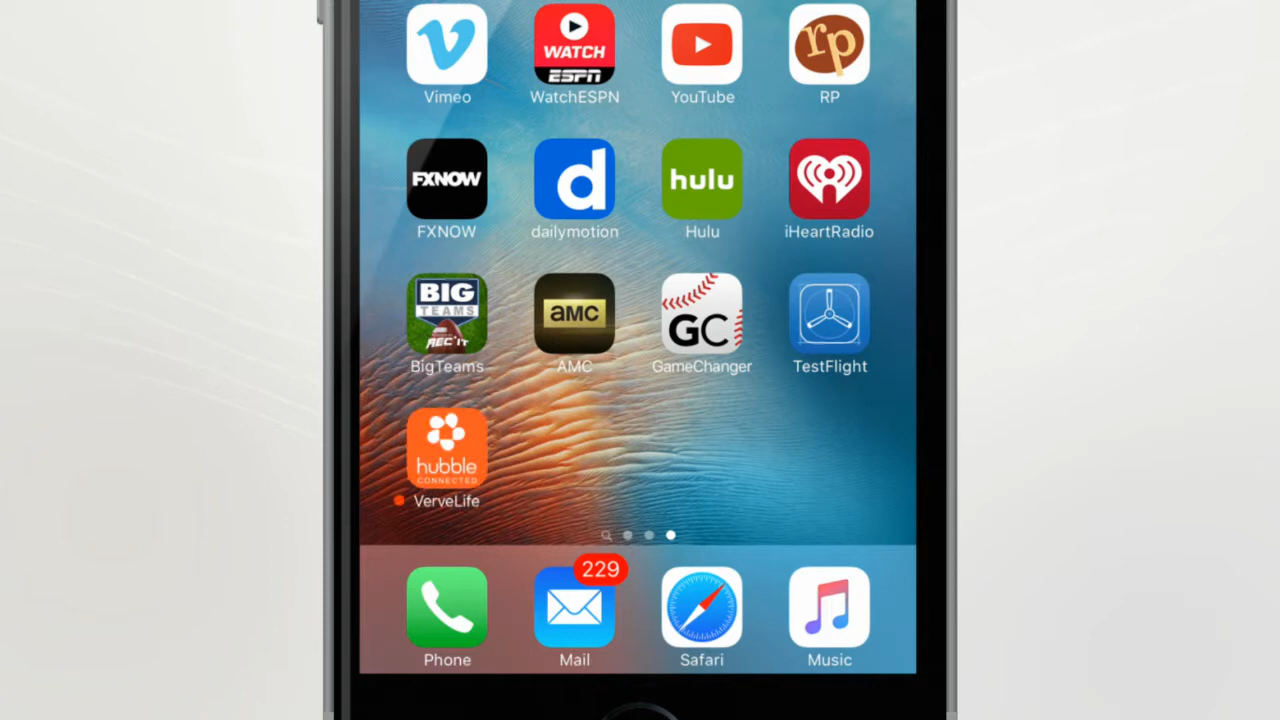 WATCH
ESPN
rp
Vimeo
WatchESPN
YouTube
RP
FXNOW
d
hulu
FXNOW
dailymotion
Hulu
iHeartRadio
BIG
TEAMS
REC'IT
aMC
GC
BigTeams
AMC
GameChanger
TestFlight
hubble
CONNECTED
VerveLife
229
Phone
Mail
Safari
Music